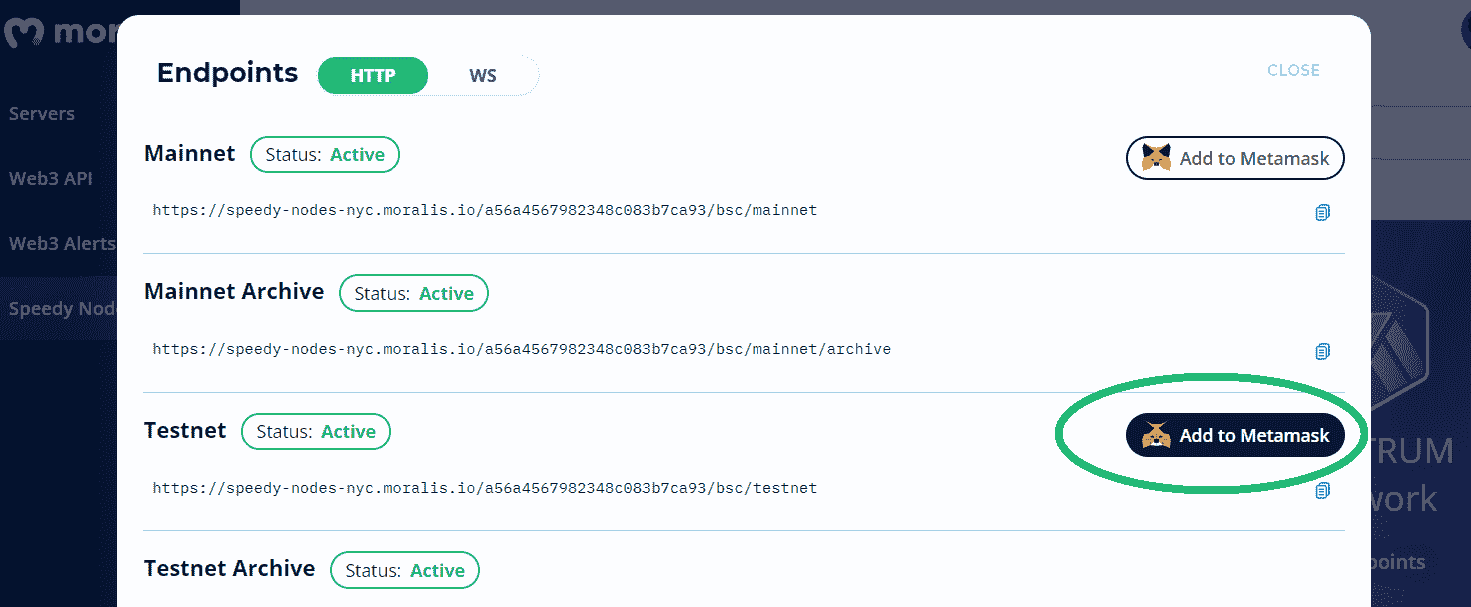 Endpoints HTTP WS CLOSE
Servers
Mainnet Status: Active Add to Metamask
Web3 API
https://speedy-nodes-nyc.moralis.io/a56a4567982348c083b7ca93/bsc/mainnet
Web3 Alerts
Mainnet Archive Status: Active
Speedy Node
https://speedy-nodes-nyc.moralis.io/a56a4567982348c083b7ca93/bsc/mainnet/archive
Testnet Status: Active Add to Metamask
TRUM
https://speedy-nodes-nyc.moralis.io/a56a4567982348c083b7ca93/bsc/testnet
work
Testnet Archive Status: Active
points